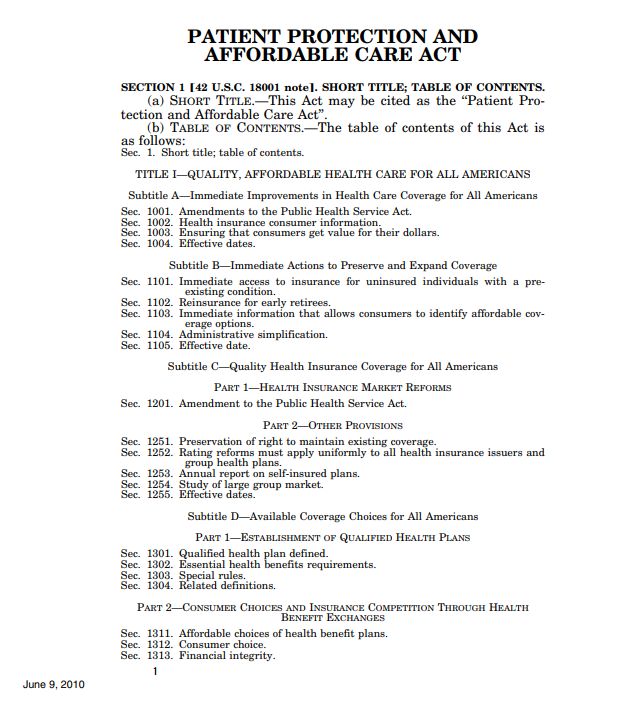 PATIENT PROTECTION AND
AFFORDABLE CARE ACT
SECTION 1 [42 U.S.C. 18001 note]. SHORT TITLE; TABLE OF CONTENTS.
(a) SHORT TITLE.—This Act may be cited as the “Patient Pro-
tection and Affordable Care Act”.
(b) TABLE OF CONTENTS.—The table of contents of this Act is
as follows:
Sec. 1. Short title; table of contents.
TITLE I—QUALITY, AFFORDABLE HEALTH CARE FOR ALL AMERICANS
Subtitle A—Immediate Improvements in Health Care Coverage for All Americans
Sec. 1001. Amendments to the Public Health Service Act.
Sec. 1002. Health insurance consumer information.
Sec. 1003. Ensuring that consumers get value for their dollars.
Sec. 1004. Effective dates.
Subtitle B—Immediate Actions to Preserve and Expand Coverage
Sec. 1101. Immediate access to insurance for uninsured individuals with a pre-
existing condition.
Sec. 1102. Reinsurance for early retirees.
Sec. 1103. Immediate information that allows consumers to identify affordable cov-
erage options.
Sec. 1104. Administrative simplification.
Sec. 1105. Effective date.
Subtitle C—Quality Health Insurance Coverage for All Americans
PART 1—HEALTH INSURANCE MARKET REFORMS
Sec. 1201. Amendment to the Public Health Service Act.
PART 2—OTHER PROVISIONS
Sec. 1251. Preservation of right to maintain existing coverage.
Sec. 1252. Rating reforms must apply uniformly to all health insurance issuers and
group health plans.
Sec. 1253. Annual report on self-insured plans.
Sec. 1254. Study of large group market.
Sec. 1255. Effective dates.
Subtitle D—Available Coverage Choices for All Americans
PART 1—ESTABLISHMENT OF QUALIFIED HEALTH PLANS
Sec. 1301. Qualified health plan defined.
Sec. 1302. Essential health benefits requirements.
Sec. 1303. Special rules.
Sec. 1304. Related definitions.
PART 2—CONSUMER CHOICES AND INSURANCE COMPETITION THROUGH HEALTH
BENEFIT EXCHANGES
Sec. 1311. Affordable choices of health benefit plans.
Sec. 1312. Consumer choice.
Sec. 1313. Financial integrity.
1
June 9, 2010